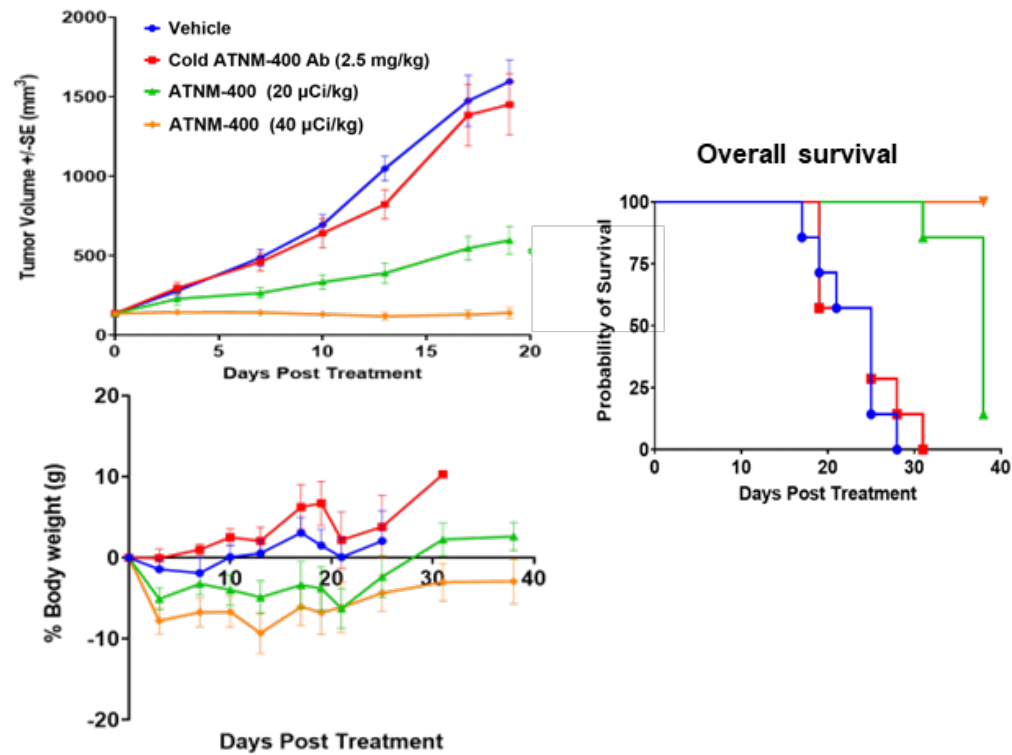 2000
1500
1000
500
0
Tumor Volume +/-SE (mm³)
Vehicle
Cold ATNM-400 Ab (2.5 mg/kg)
ATNM-400 (20 µCi/kg)
ATNM-400 (40 µCi/kg)
0 5 10 15 20
Days Post Treatment
Overall survival
100
75
50
25
0
Probability of Survival
0 10 20 30 40
Days Post Treatment
20
10
0
-10
-20
% Body weight (g)
10 20 30 40
Days Post Treatment